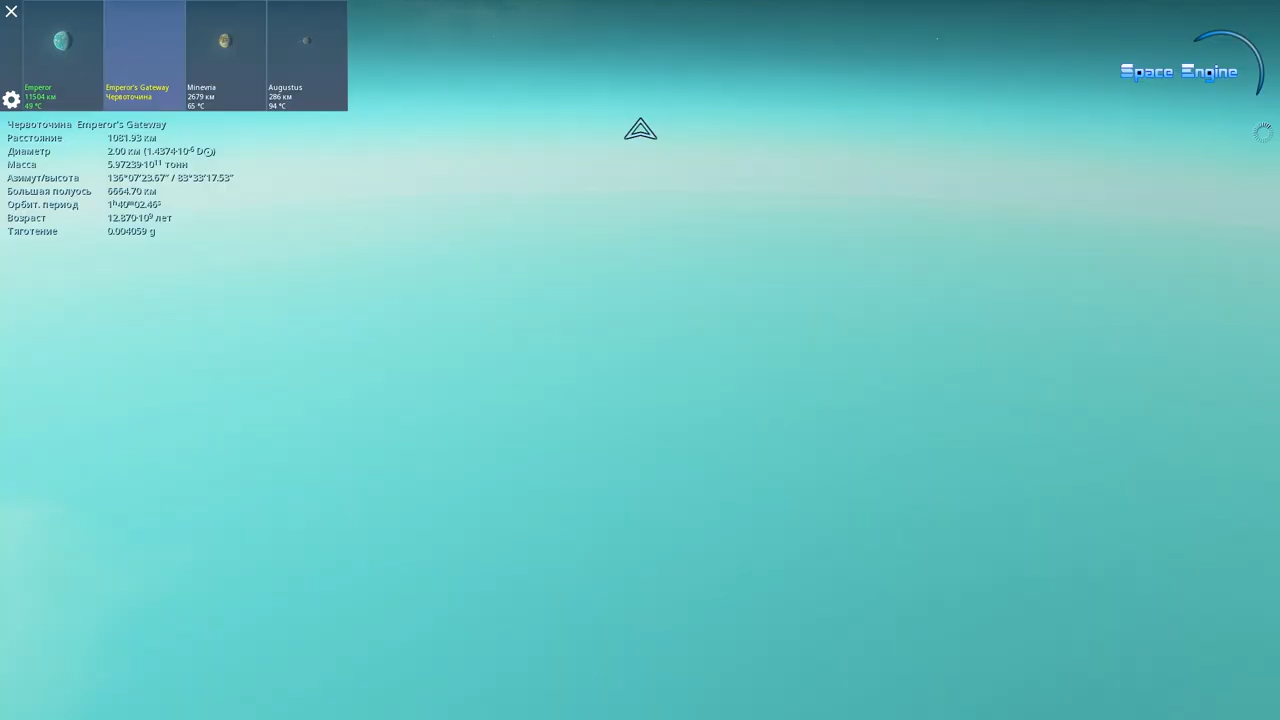 Emperor
11504 км
49 °C
Emperor's Gateway
Червоточина
Minevria
2679 км
65 °C
Augustus
286 км
94 °C
Space Engine
Червоточина Emperor's Gateway
Расстояние 1081.93 км
Диаметр 2.00 км (1.4374·10⁻⁶ D☉)
Масса 5.97239·10¹¹ тонн
Азимут/высота 136°07'23.67" / 83°33'17.53"
Большая полуось 6664.70 км
Орбит. период 1ʰ40ᵐ02.46ˢ
Возраст 12.870·10⁹ лет
Тяготение 0.004059 g